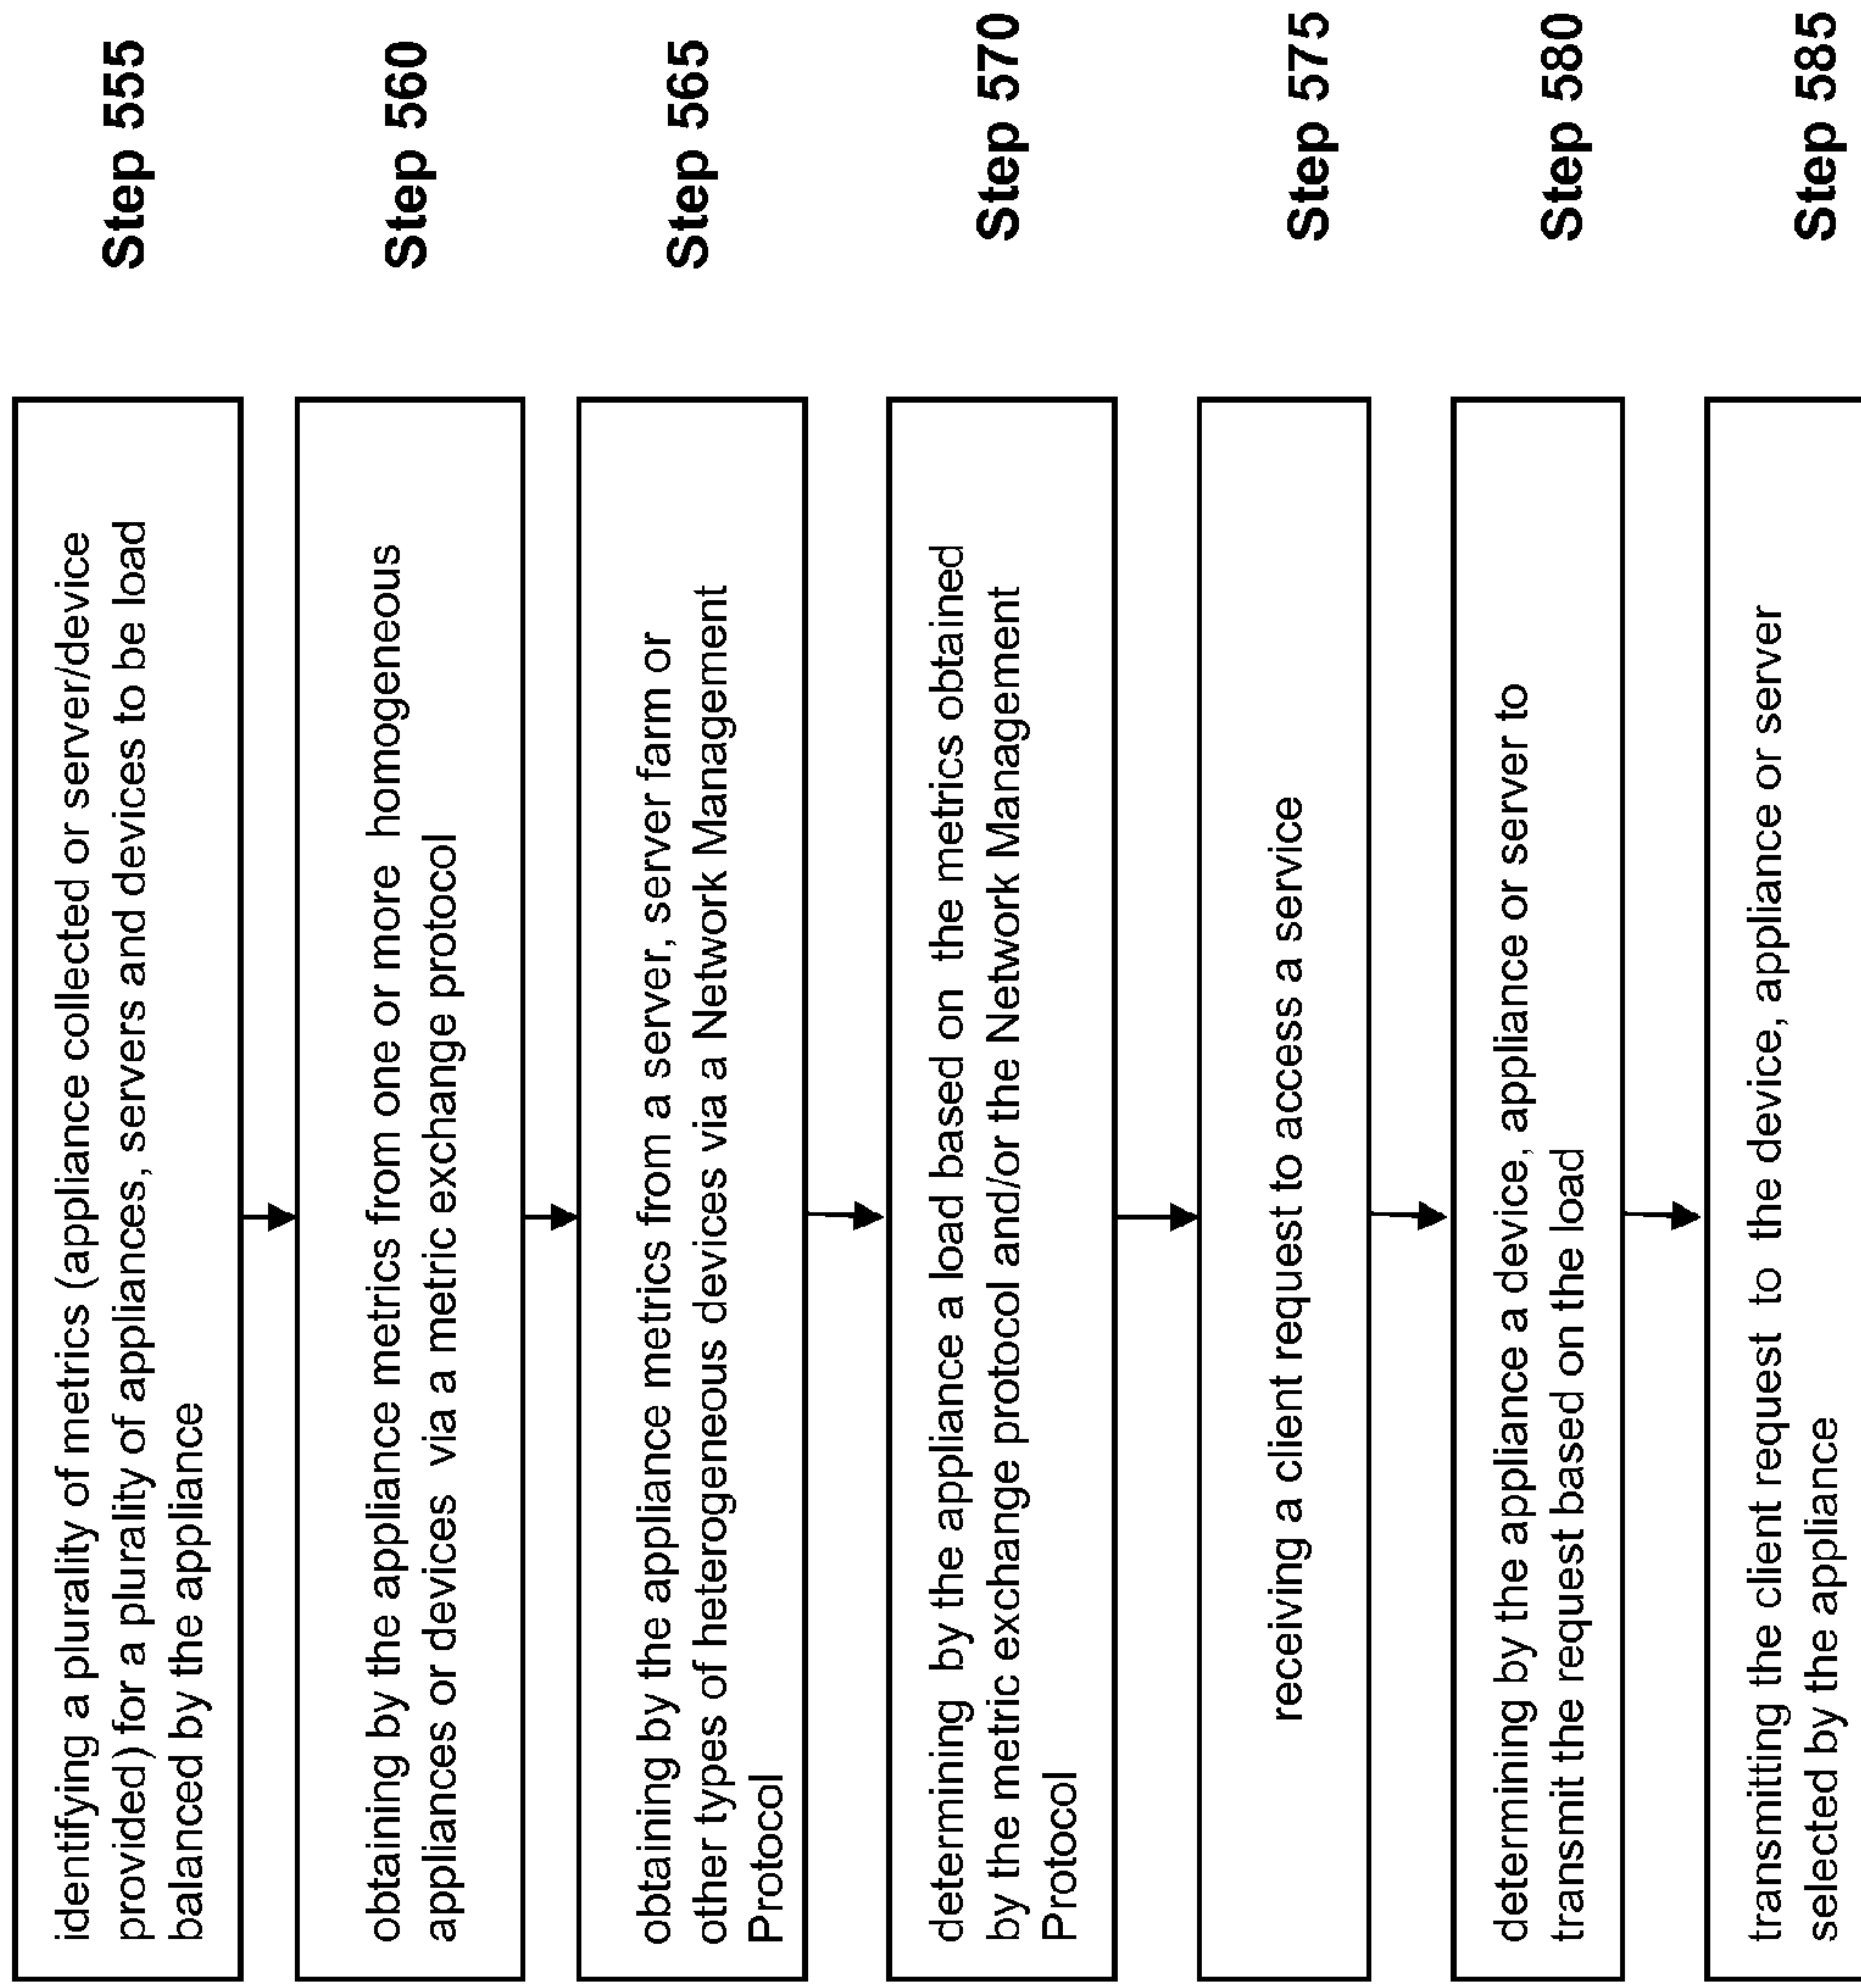 identifying a plurality of metrics (appliance collected or server/device
provided) for a plurality of appliances, servers and devices to be load
balanced by the appliance
Step 555
obtaining by the appliance metrics from one or more homogeneous
appliances or devices via a metric exchange protocol
Step 560
obtaining by the appliance metrics from a server, server farm or
other types of heterogeneous devices via a Network Management
Protocol
Step 565
determining by the appliance a load based on the metrics obtained
by the metric exchange protocol and/or the Network Management
Protocol
Step 570
receiving a client request to access a service
Step 575
determining by the appliance a device, appliance or server to
transmit the request based on the load
Step 580
transmitting the client request to the device, appliance or server
selected by the appliance
Step 585